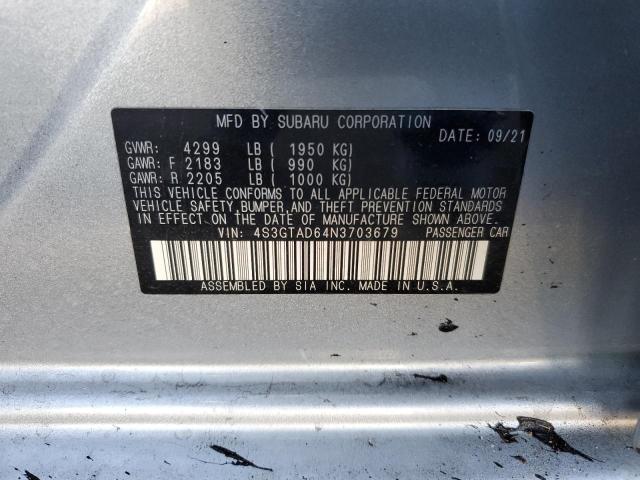 MFD BY SUBARU CORPORATION
DATE: 09/21
GVWR: 4299 LB ( 1950 KG)
GAWR: F 2183 LB ( 990 KG)
GAWR: R 2205 LB ( 1000 KG)
THIS VEHICLE CONFORMS TO ALL APPLICABLE FEDERAL MOTOR
VEHICLE SAFETY, BUMPER, AND THEFT PREVENTION STANDARDS
IN EFFECT ON THE DATE OF MANUFACTURE SHOWN ABOVE.
VIN: 4S3GTAD64N3703679 PASSENGER CAR
ASSEMBLED BY SIA INC. MADE IN U.S.A.